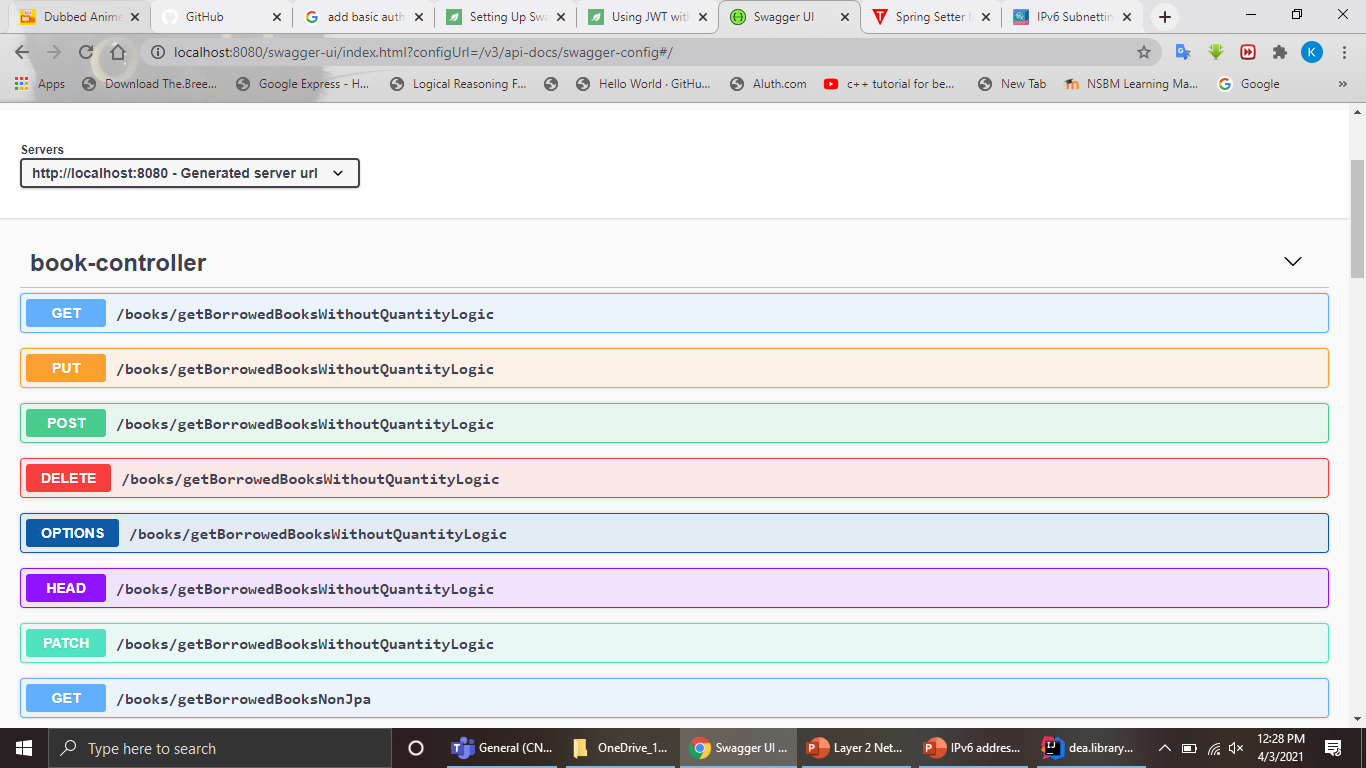 Dubbed Anime
GitHub
add basic auth
Setting Up Swa
Using JWT with
Swagger UI
Spring Setter I
IPv6 Subnettin
localhost:8080/swagger-ui/index.html?configUrl=/v3/api-docs/swagger-config#/
K
Apps
Download The.Bree...
Google Express - H...
Logical Reasoning F...
Hello World · GitHu...
Aluth.com
c++ tutorial for be...
New Tab
NSBM Learning Ma...
Google
»
Servers
http://localhost:8080 - Generated server url
book-controller
GET /books/getBorrowedBooksWithoutQuantityLogic
PUT /books/getBorrowedBooksWithoutQuantityLogic
POST /books/getBorrowedBooksWithoutQuantityLogic
DELETE /books/getBorrowedBooksWithoutQuantityLogic
OPTIONS /books/getBorrowedBooksWithoutQuantityLogic
HEAD /books/getBorrowedBooksWithoutQuantityLogic
PATCH /books/getBorrowedBooksWithoutQuantityLogic
GET /books/getBorrowedBooksNonJpa
Type here to search
General (CN...
OneDrive_1...
Swagger UI ...
Layer 2 Net...
IPv6 addres...
dea.library...
12:28 PM
4/3/2021